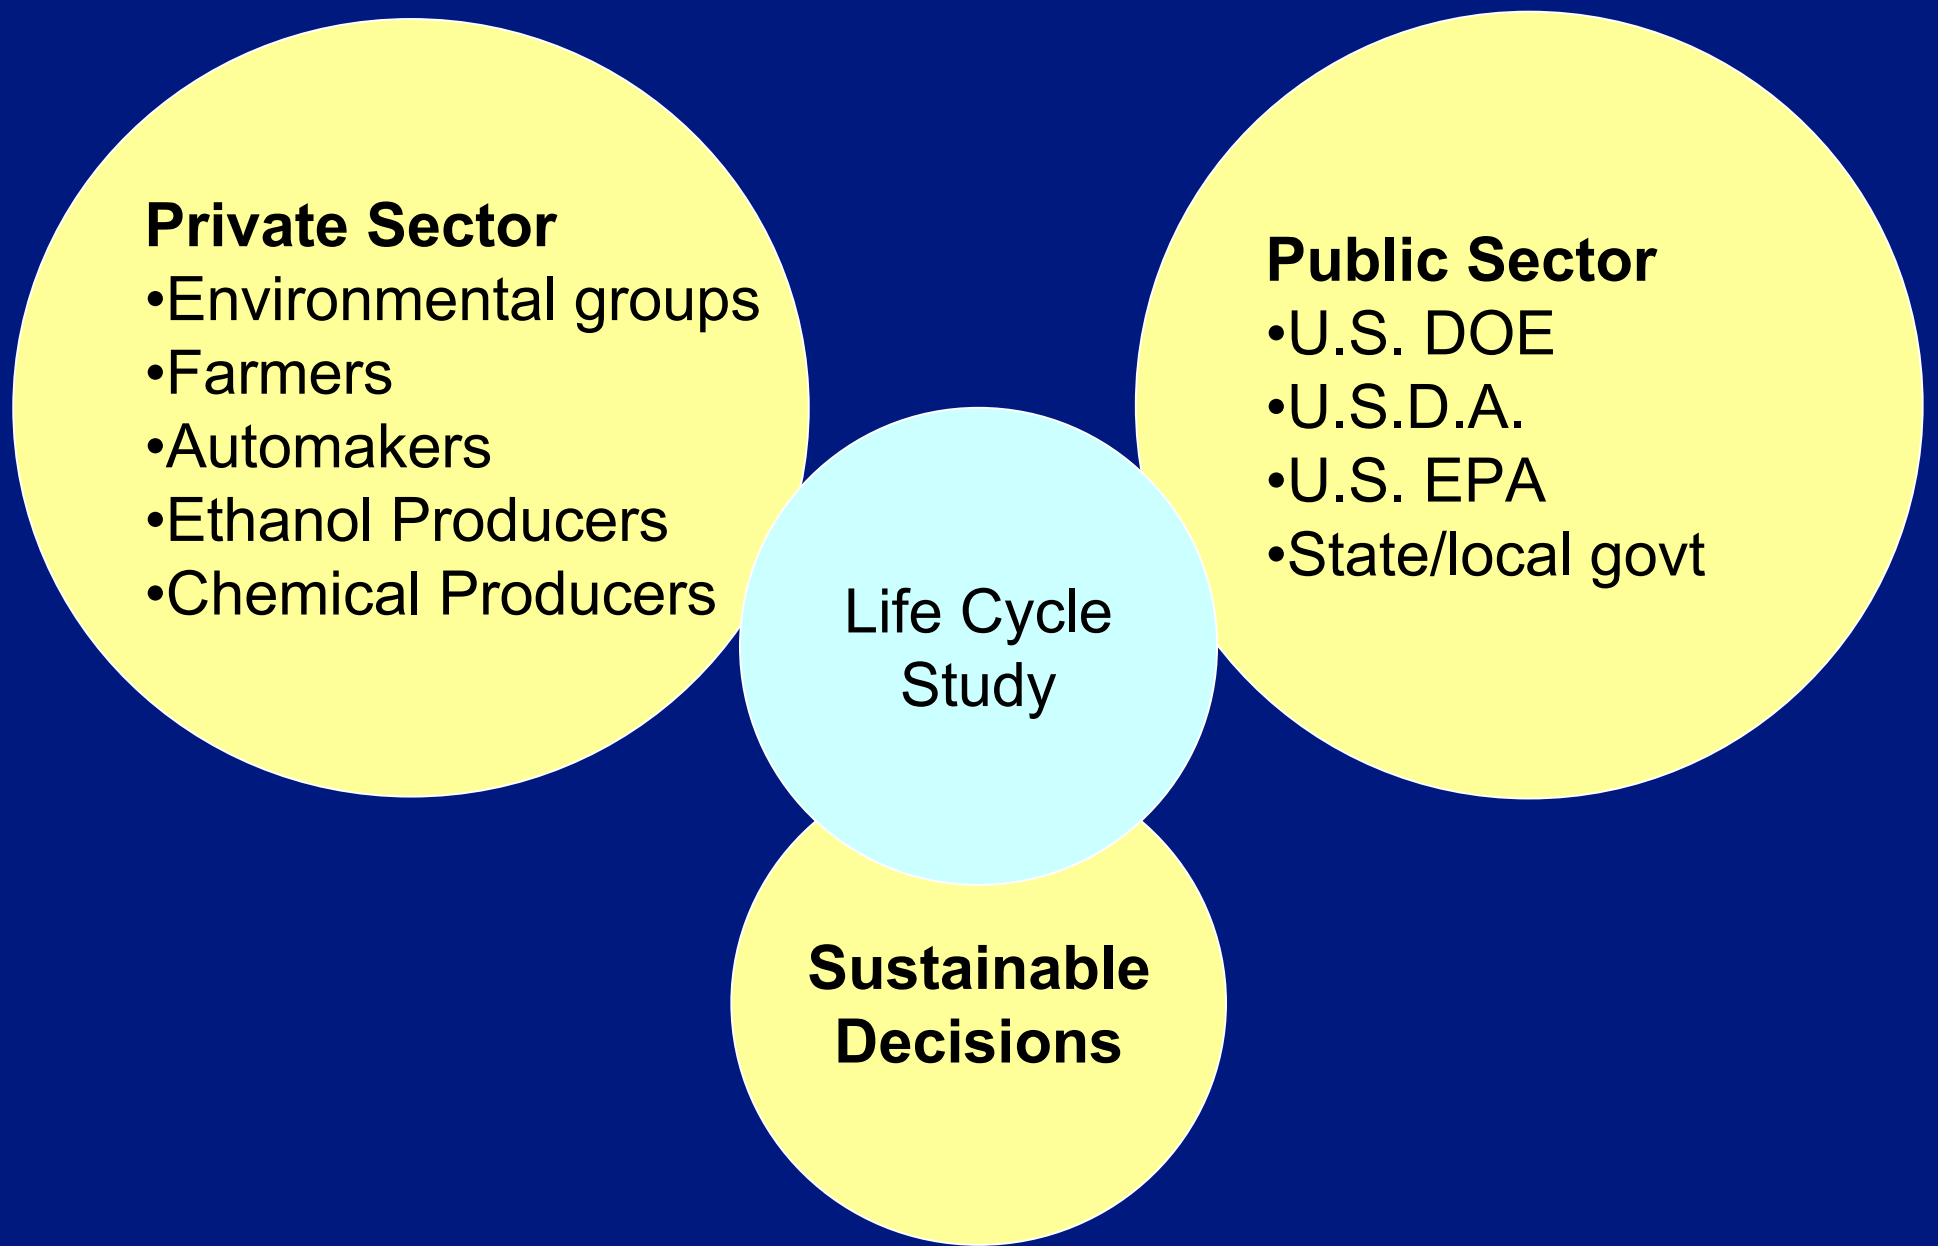 Private Sector
•Environmental groups
•Farmers
•Automakers
•Ethanol Producers
•Chemical Producers
Public Sector
•U.S. DOE
•U.S.D.A.
•U.S. EPA
•State/local govt
Life Cycle
Study
Sustainable
Decisions